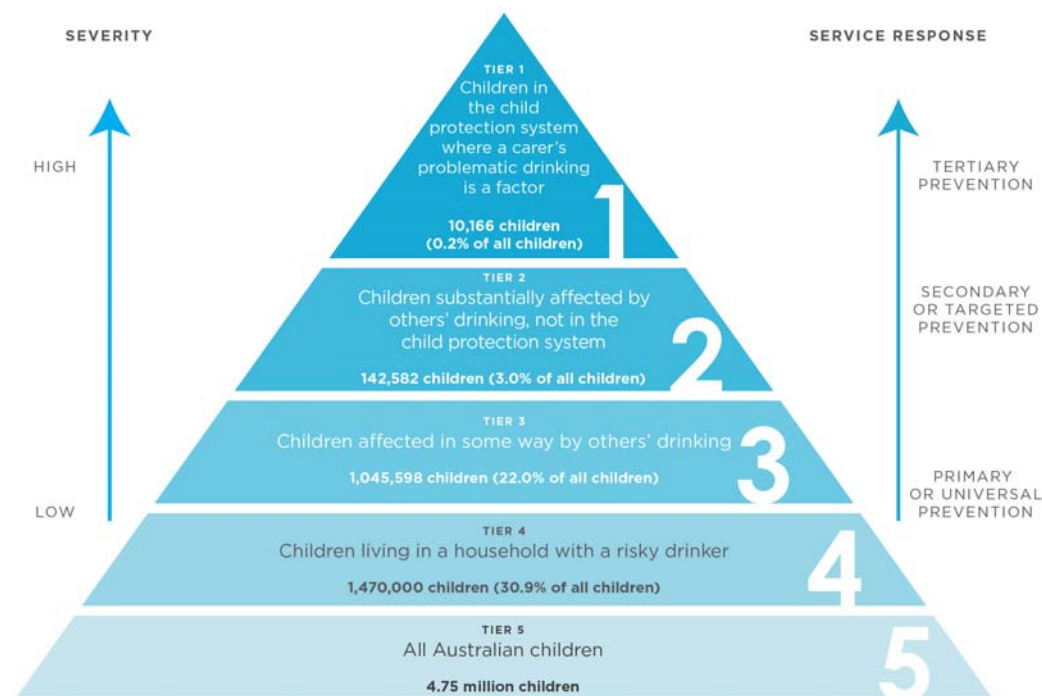 SEVERITY
SERVICE RESPONSE
HIGH
LOW
TIER 1
Children in
the child
protection system
where a carer's
problematic drinking
is a factor
10,166 children
(0.2% of all children)
1
TIER 2
Children substantially affected by
others' drinking, not in the
child protection system
142,582 children (3.0% of all children)
2
TIER 3
Children affected in some way by others' drinking
1,045,598 children (22.0% of all children)
3
TIER 4
Children living in a household with a risky drinker
1,470,000 children (30.9% of all children)
4
TIER 5
All Australian children
4.75 million children
5
TERTIARY
PREVENTION
SECONDARY
OR TARGETED
PREVENTION
PRIMARY
OR UNIVERSAL
PREVENTION